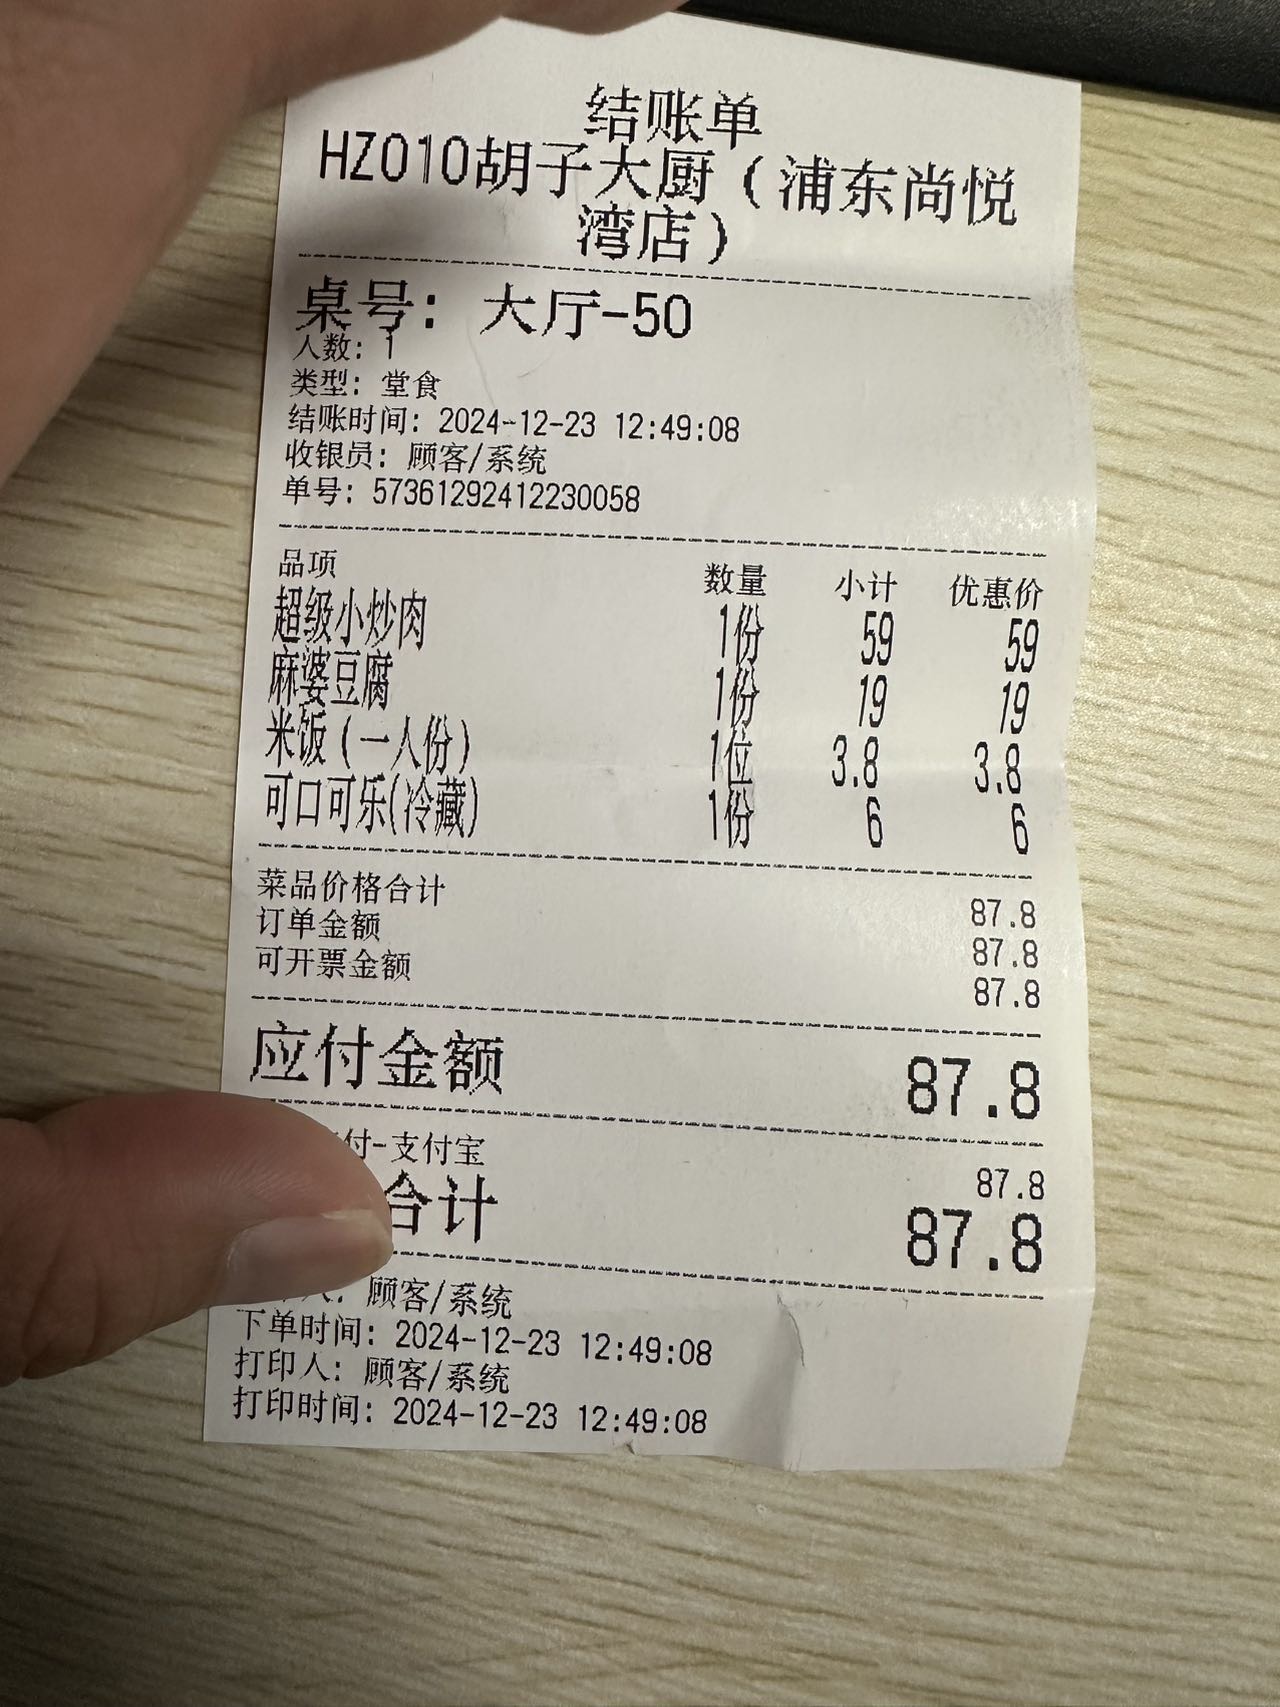 结账单
HZ010胡子大厨（浦东尚悦
湾店）
桌号：大厅-50
人数：1
类型：堂食
结账时间：2024-12-23 12:49:08
收银员：顾客/系统
单号：57361292412230058
品项 数量 小计 优惠价
超级小炒肉 1份 59 59
麻婆豆腐 1份 19 19
米饭（一人份） 1位 3.8 3.8
可口可乐(冷藏) 1份 6 6
菜品价格合计 87.8
订单金额 87.8
可开票金额 87.8
应付金额 87.8
付-支付宝 87.8
合计 87.8
人：顾客/系统
下单时间：2024-12-23 12:49:08
打印人：顾客/系统
打印时间：2024-12-23 12:49:08